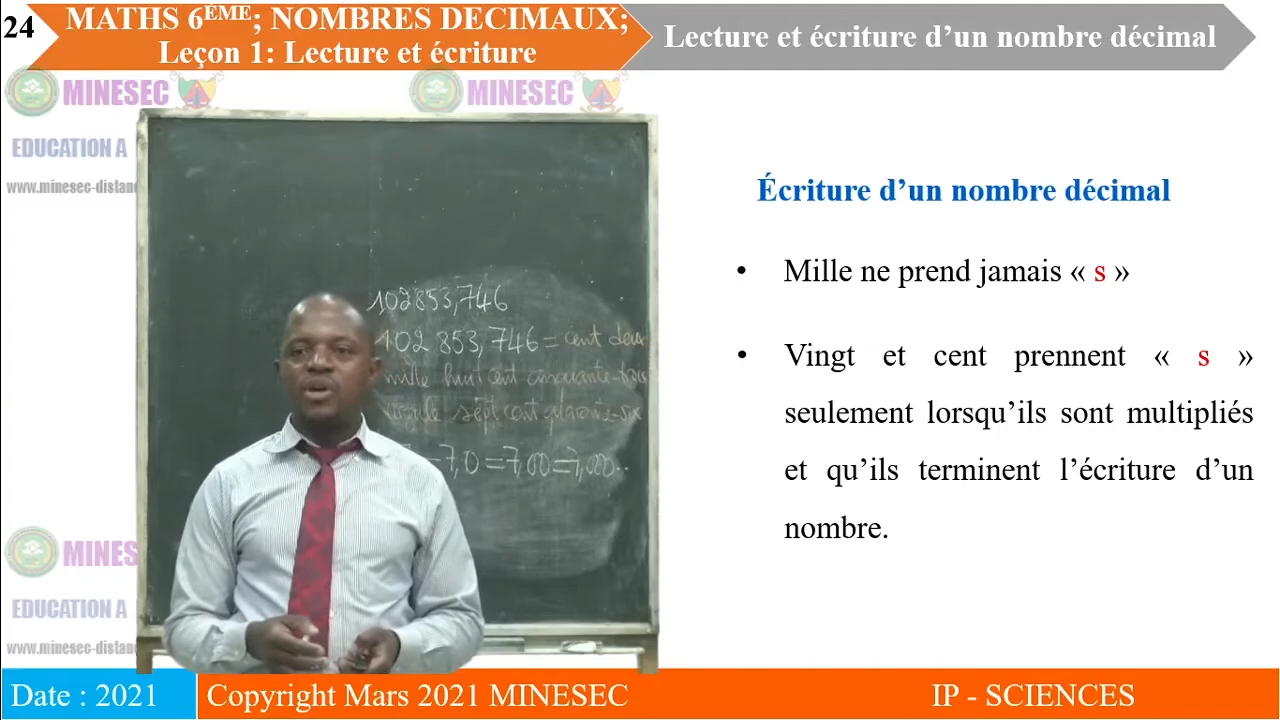 24
MATHS 6EME; NOMBRES DECIMAUX;
Leçon 1: Lecture et écriture
Lecture et écriture d’un nombre décimal
MINESEC
MINESEC
EDUCATION A
www.minesec-distanc
102853,746
102 853,746 = cent deux
mille huit cent cinquante-trois
virgule sept cent quarante-six
7,0 = 7,00 = 7,000..
Écriture d’un nombre décimal
• Mille ne prend jamais « s »
• Vingt et cent prennent « s »
seulement lorsqu’ils sont multipliés
et qu’ils terminent l’écriture d’un
nombre.
MINES
EDUCATION A
www.minesec-distanc
Date : 2021
Copyright Mars 2021 MINESEC
IP - SCIENCES